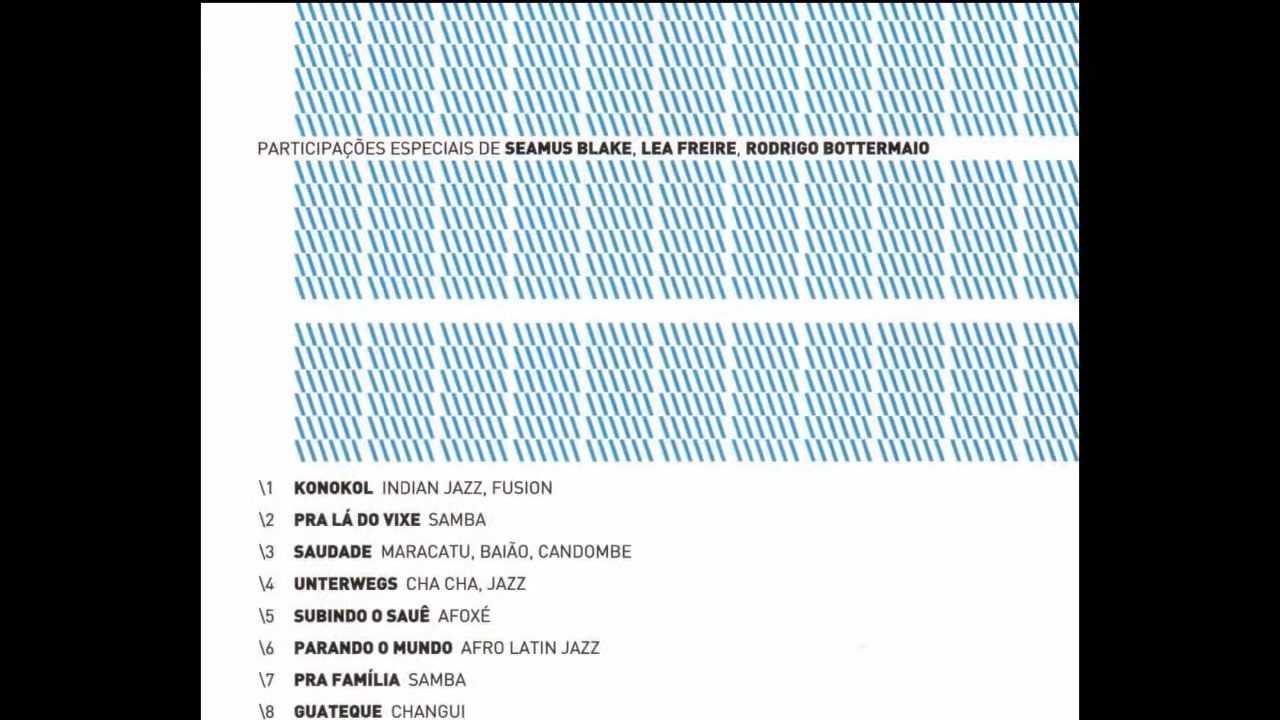 PARTICIPAÇÕES ESPECIAIS DE SEAMUS BLAKE, LEA FREIRE, RODRIGO BOTTERMAIO
\1 KONOKOL INDIAN JAZZ, FUSION
\2 PRA LÁ DO VIXE SAMBA
\3 SAUDADE MARACATU, BAIÃO, CANDOMBE
\4 UNTERWEGS CHA CHA, JAZZ
\5 SUBINDO O SAUÊ AFOXÉ
\6 PARANDO O MUNDO AFRO LATIN JAZZ
\7 PRA FAMÍLIA SAMBA
\8 GUATEQUE CHANGUI